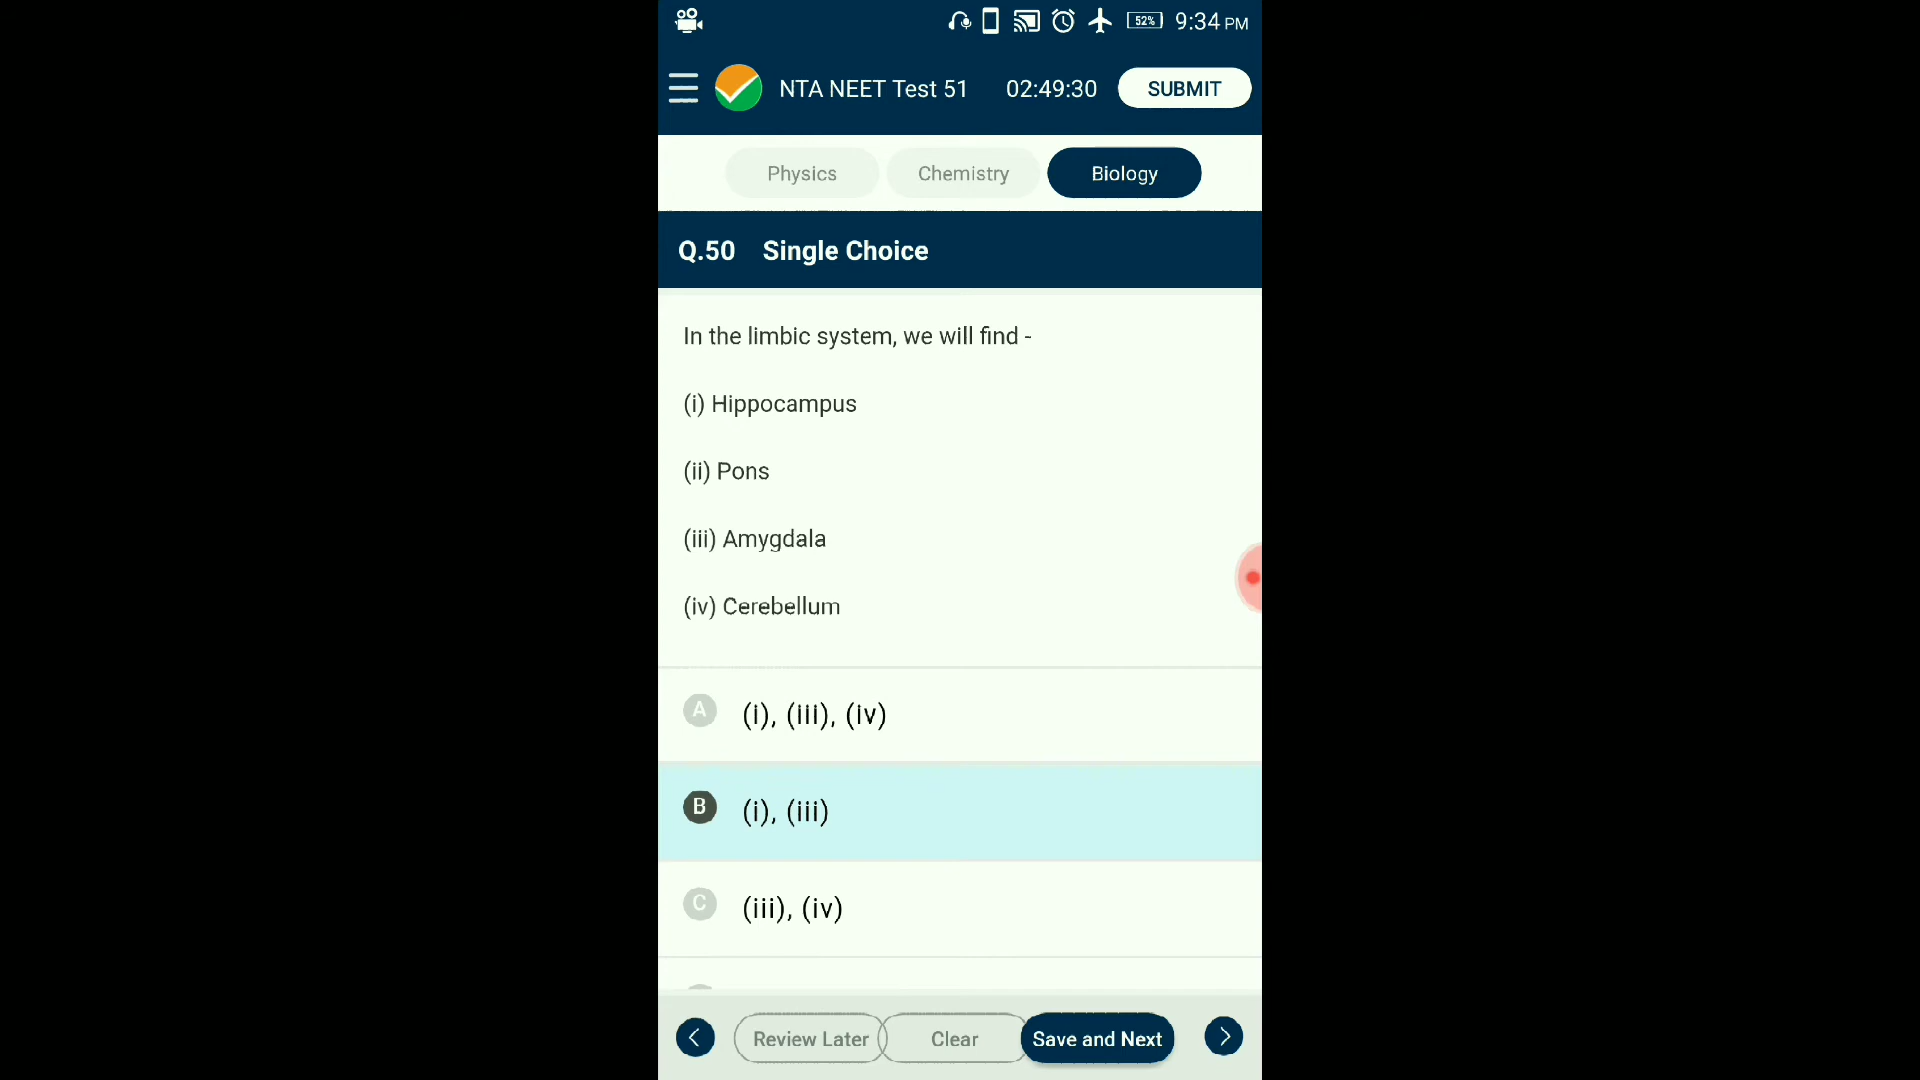 52% 9:34 PM
NTA NEET Test 51 02:49:30 SUBMIT
Physics Chemistry Biology
Q.50 Single Choice
In the limbic system, we will find -
(i) Hippocampus
(ii) Pons
(iii) Amygdala
(iv) Cerebellum
A (i), (iii), (iv)
B (i), (iii)
C (iii), (iv)
Review Later Clear Save and Next